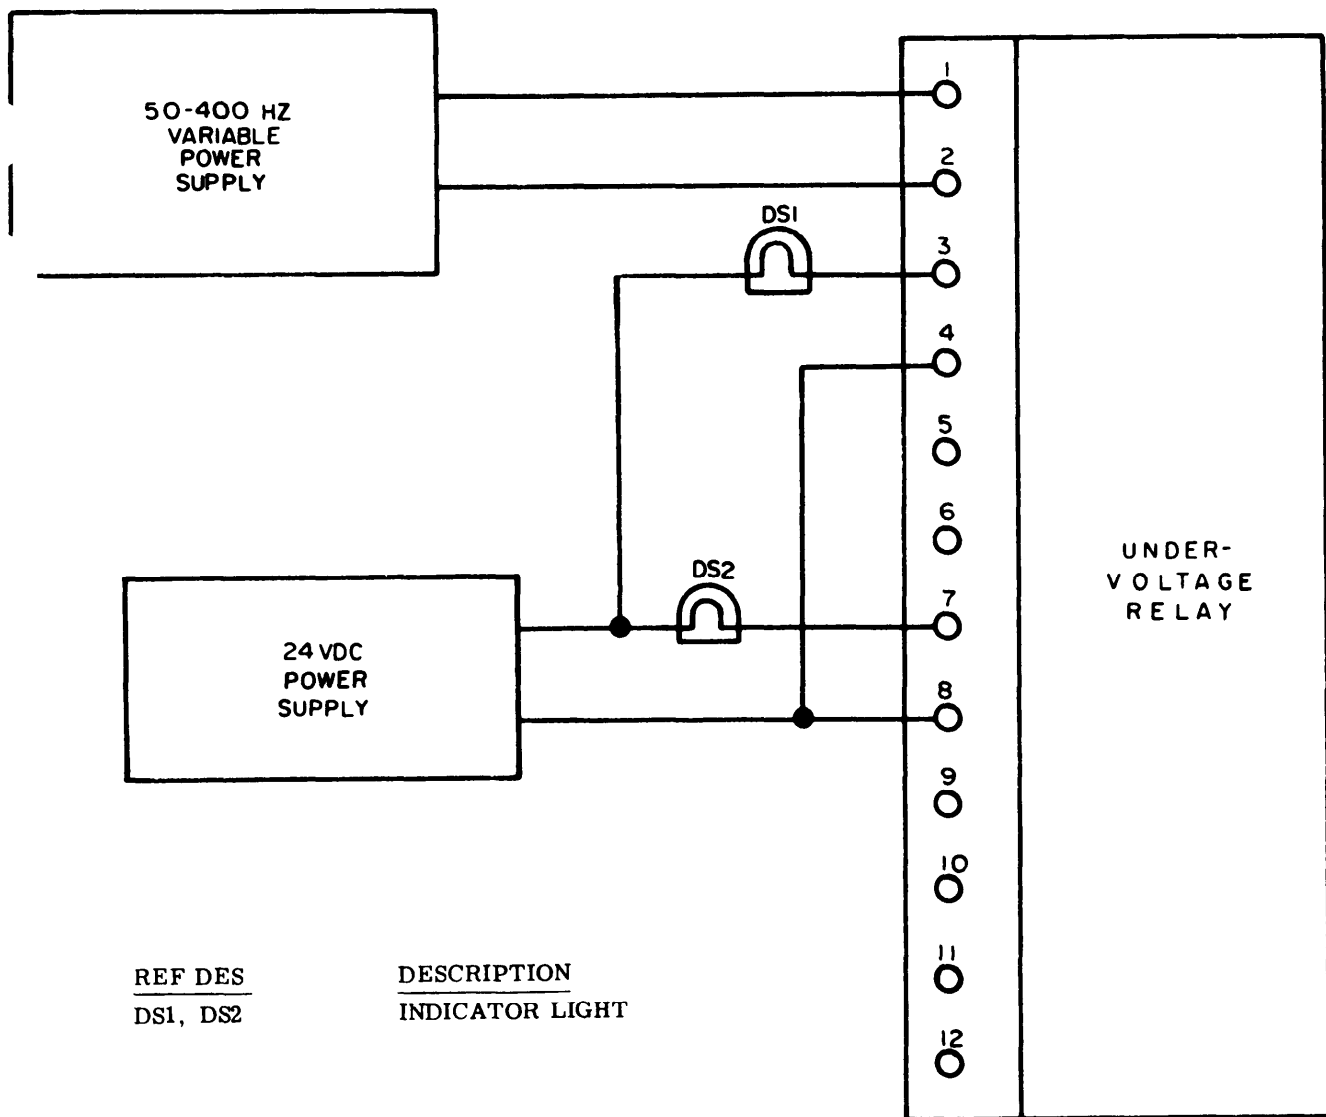 50-400 HZ
VARIABLE
POWER
SUPPLY
1
2
DS1
3
4
5
6
DS2
7
24 VDC
POWER
SUPPLY
8
UNDER-
VOLTAGE
RELAY
9
10
11
12
REF DES DESCRIPTION
DS1, DS2 INDICATOR LIGHT